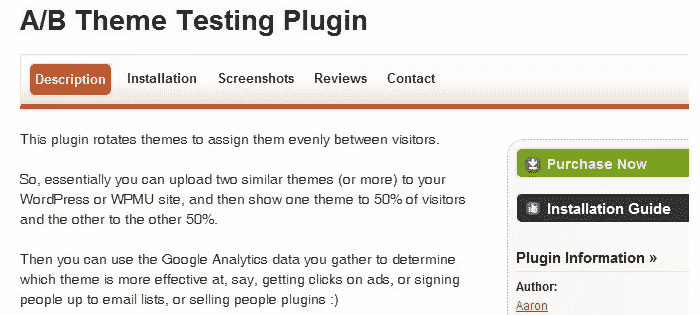 A/B Theme Testing Plugin
Description Installation Screenshots Reviews Contact
This plugin rotates themes to assign them evenly between visitors.
So, essentially you can upload two similar themes (or more) to your
WordPress or WPMU site, and then show one theme to 50% of visitors
and the other to the other 50%.
Then you can use the Google Analytics data you gather to determine
which theme is more effective at, say, getting clicks on ads, or signing
people up to email lists, or selling people plugins :)
Purchase Now
Installation Guide
Plugin Information »
Author:
Aaron